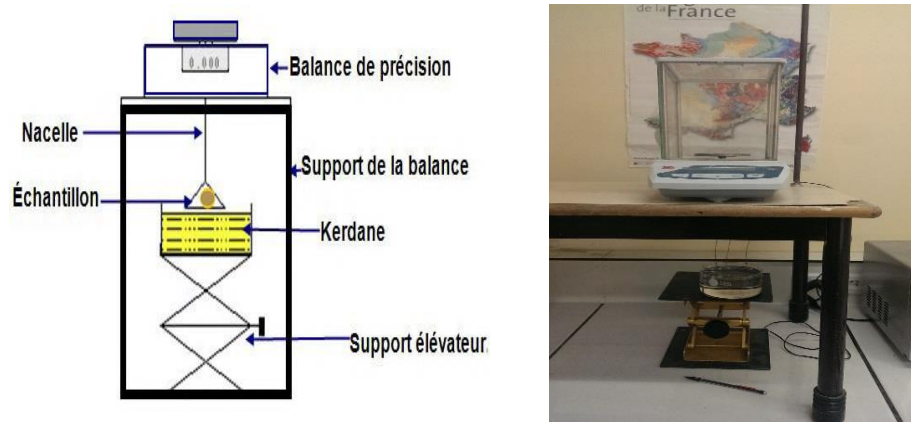 0.000
Balance de précision
Nacelle
Support de la balance
Échantillon
Kerdane
Support élévateur
de la
France